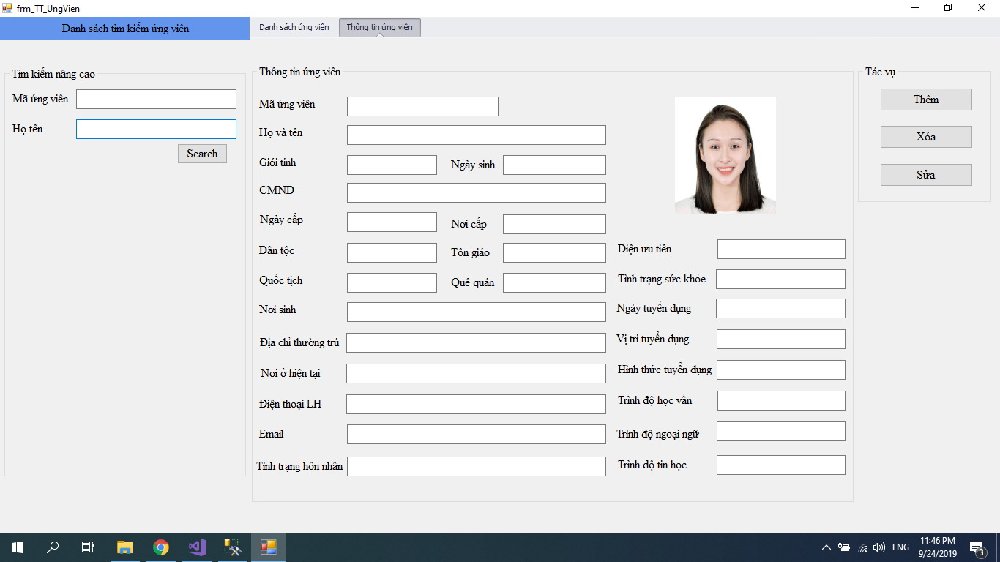 frm_TT_UngVien
Danh sách tìm kiếm ứng viên
Danh sách ứng viên
Thông tin ứng viên
Tìm kiếm nâng cao
Mã ứng viên
Họ tên
Search
Thông tin ứng viên
Mã ứng viên
Họ và tên
Giới tính
Ngày sinh
CMND
Ngày cấp
Nơi cấp
Dân tộc
Tôn giáo
Quốc tịch
Quê quán
Nơi sinh
Địa chỉ thường trú
Nơi ở hiện tại
Điện thoại LH
Email
Tình trạng hôn nhân
Diện ưu tiên
Tình trạng sức khỏe
Ngày tuyển dụng
Vị trí tuyển dụng
Hình thức tuyển dụng
Trình độ học vấn
Trình độ ngoại ngữ
Trình độ tin học
Tác vụ
Thêm
Xóa
Sửa
ENG
11:46 PM
9/24/2019
3